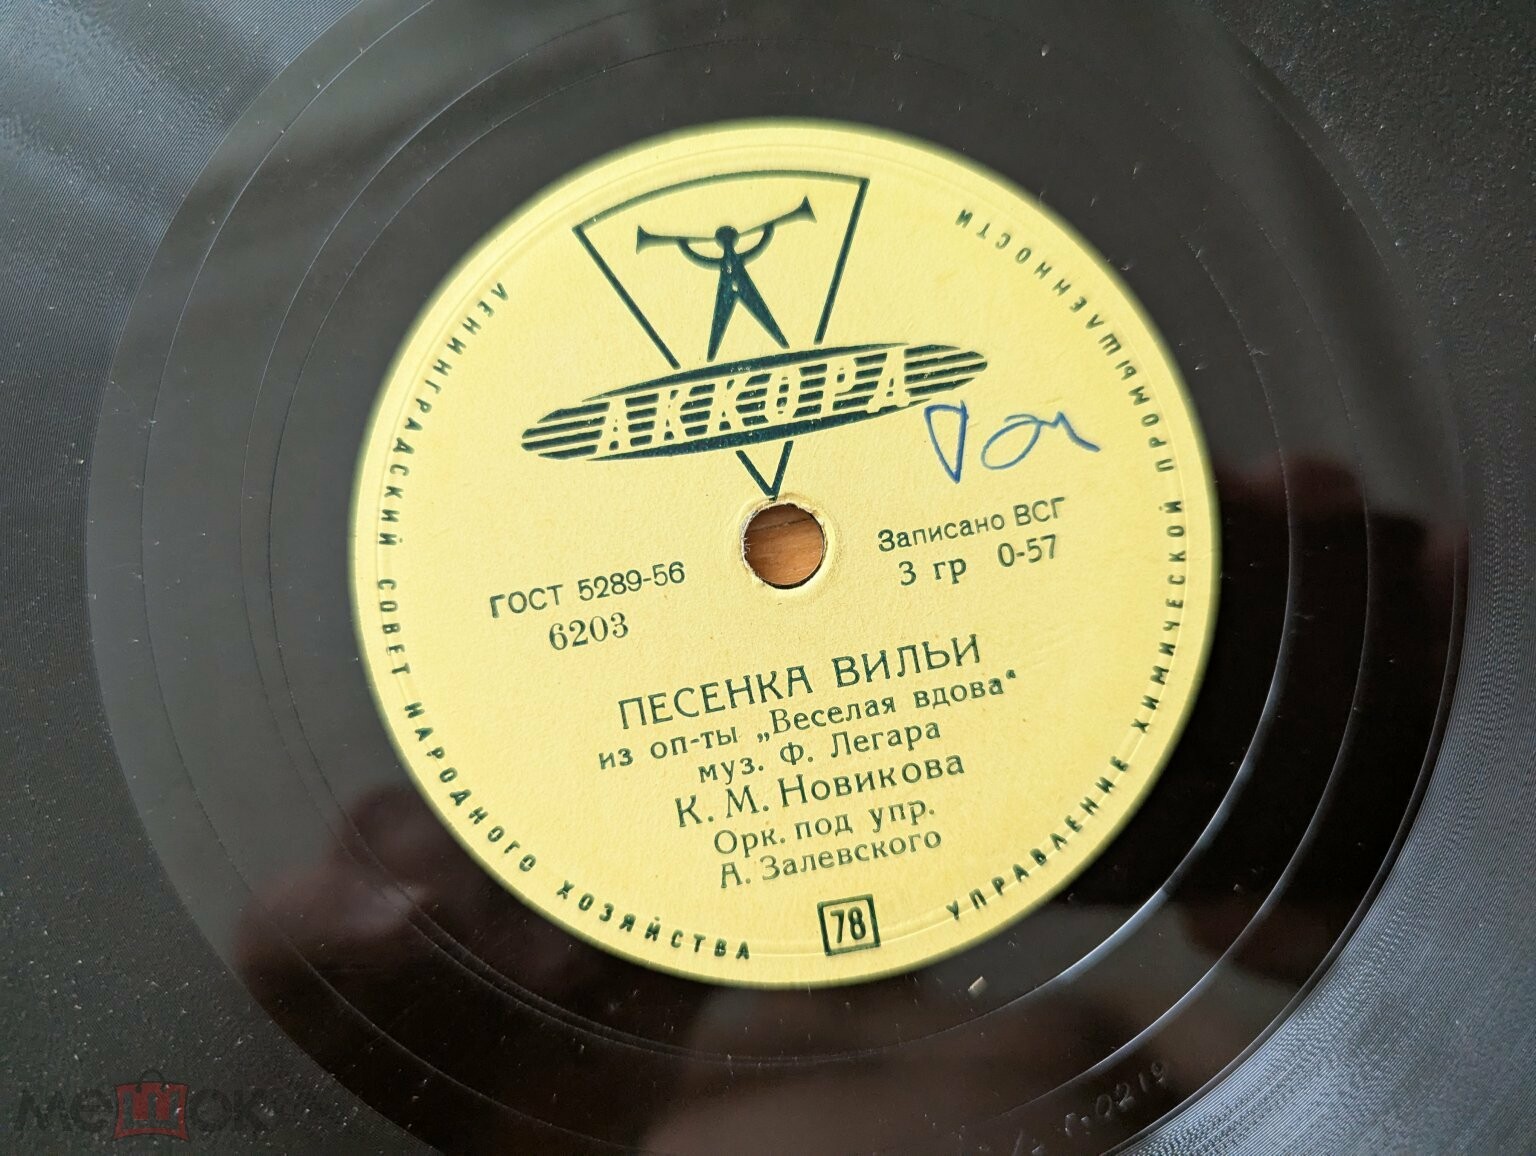 АККОРД
ЛЕНИНГРАДСКИЙ СОВЕТ НАРОДНОГО ХОЗЯЙСТВА
УПРАВЛЕНИЕ ХИМИЧЕСКОЙ ПРОМЫШЛЕННОСТИ
ГОСТ 5289-56
6203
Записано ВСГ
3 гр 0-57
ПЕСЕНКА ВИЛЬИ
из оп-ты „Веселая вдова“
муз. Ф. Легара
К. М. Новикова
Орк. под упр.
А. Залевского
78
мешок